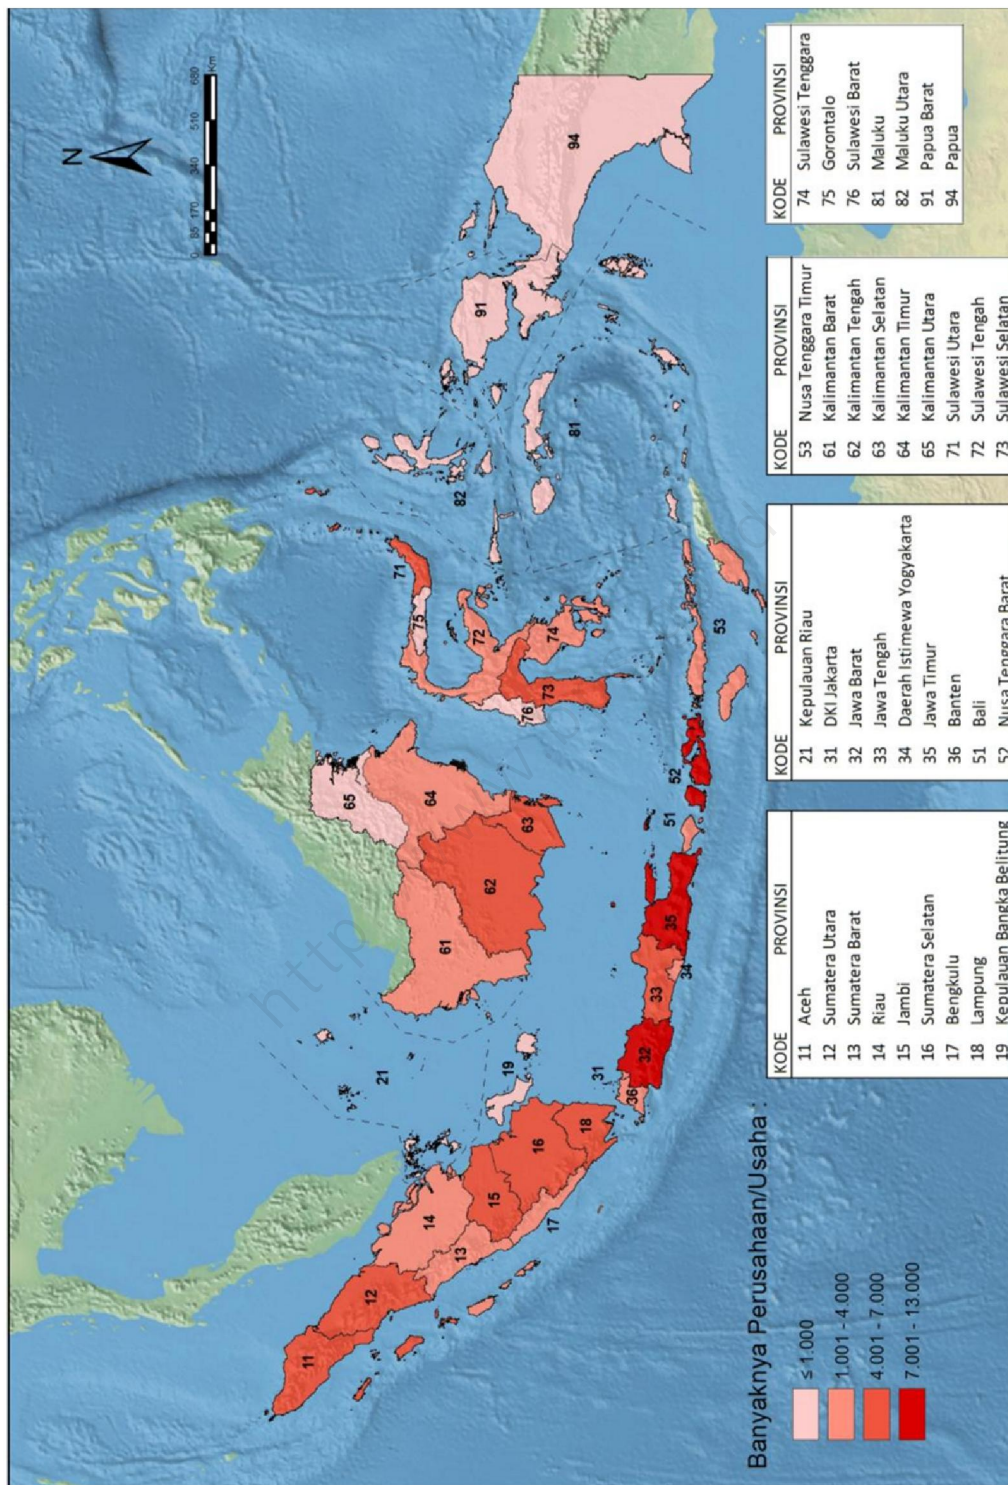 N
0 85 170 340 510 680
Km
11
12
13
14
15
16
17
18
19
21
31
32
33
34
35
36
51
52
53
61
62
63
64
65
71
72
73
74
75
76
81
82
91
94
http
Banyaknya Perusahaan/Usaha :
≤ 1.000
1.001 - 4.000
4.001 - 7.000
7.001 - 13.000
KODE PROVINSI
11 Aceh
12 Sumatera Utara
13 Sumatera Barat
14 Riau
15 Jambi
16 Sumatera Selatan
17 Bengkulu
18 Lampung
19 Kepulauan Bangka Belitung
KODE PROVINSI
21 Kepulauan Riau
31 DKI Jakarta
32 Jawa Barat
33 Jawa Tengah
34 Daerah Istimewa Yogyakarta
35 Jawa Timur
36 Banten
51 Bali
52 Nusa Tenggara Barat
KODE PROVINSI
53 Nusa Tenggara Timur
61 Kalimantan Barat
62 Kalimantan Tengah
63 Kalimantan Selatan
64 Kalimantan Timur
65 Kalimantan Utara
71 Sulawesi Utara
72 Sulawesi Tengah
73 Sulawesi Selatan
KODE PROVINSI
74 Sulawesi Tenggara
75 Gorontalo
76 Sulawesi Barat
81 Maluku
82 Maluku Utara
91 Papua Barat
94 Papua